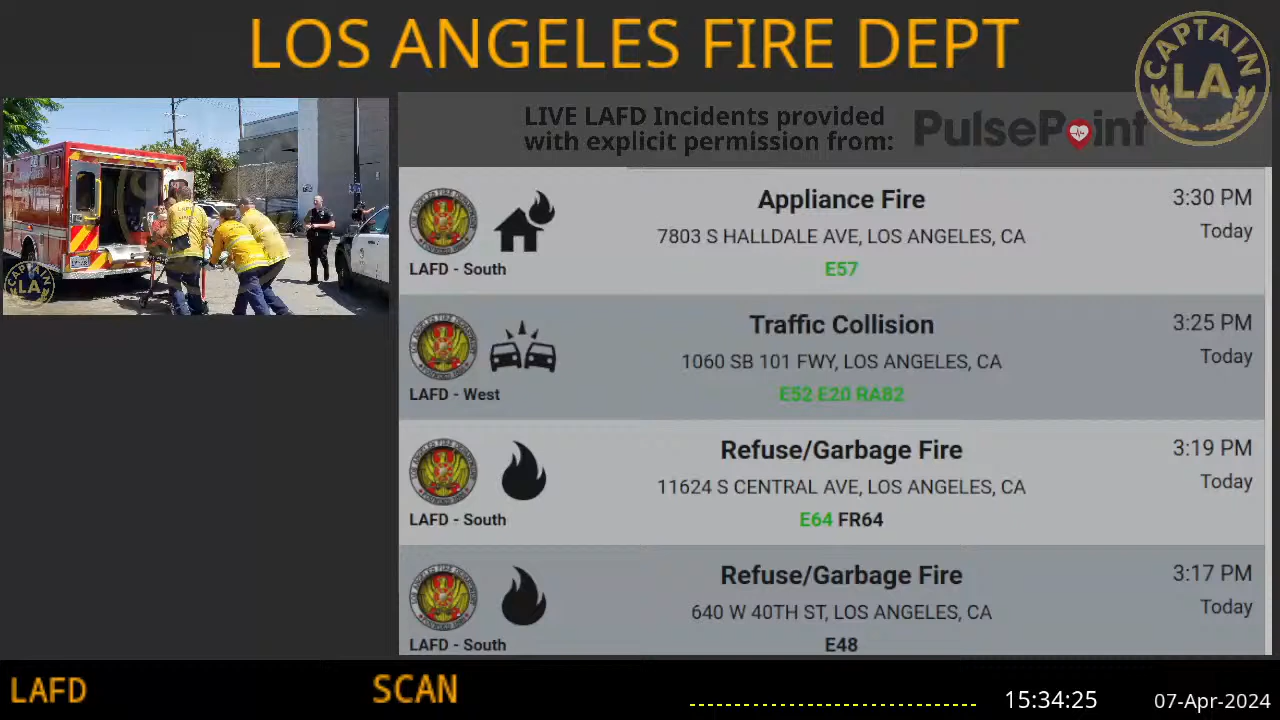 LOS ANGELES FIRE DEPT
CAPTAIN
LA
LIVE LAFD Incidents provided
with explicit permission from:
PulsePoint
Appliance Fire
3:30 PM
7803 S HALLDALE AVE, LOS ANGELES, CA
Today
LAFD - South
E57
Traffic Collision
3:25 PM
1060 SB 101 FWY, LOS ANGELES, CA
Today
LAFD - West
E52 E20 RA82
Refuse/Garbage Fire
3:19 PM
11624 S CENTRAL AVE, LOS ANGELES, CA
Today
LAFD - South
E64 FR64
Refuse/Garbage Fire
3:17 PM
640 W 40TH ST, LOS ANGELES, CA
Today
LAFD - South
E48
CAPTAIN
LA
LAFD
SCAN
15:34:25
07-Apr-2024